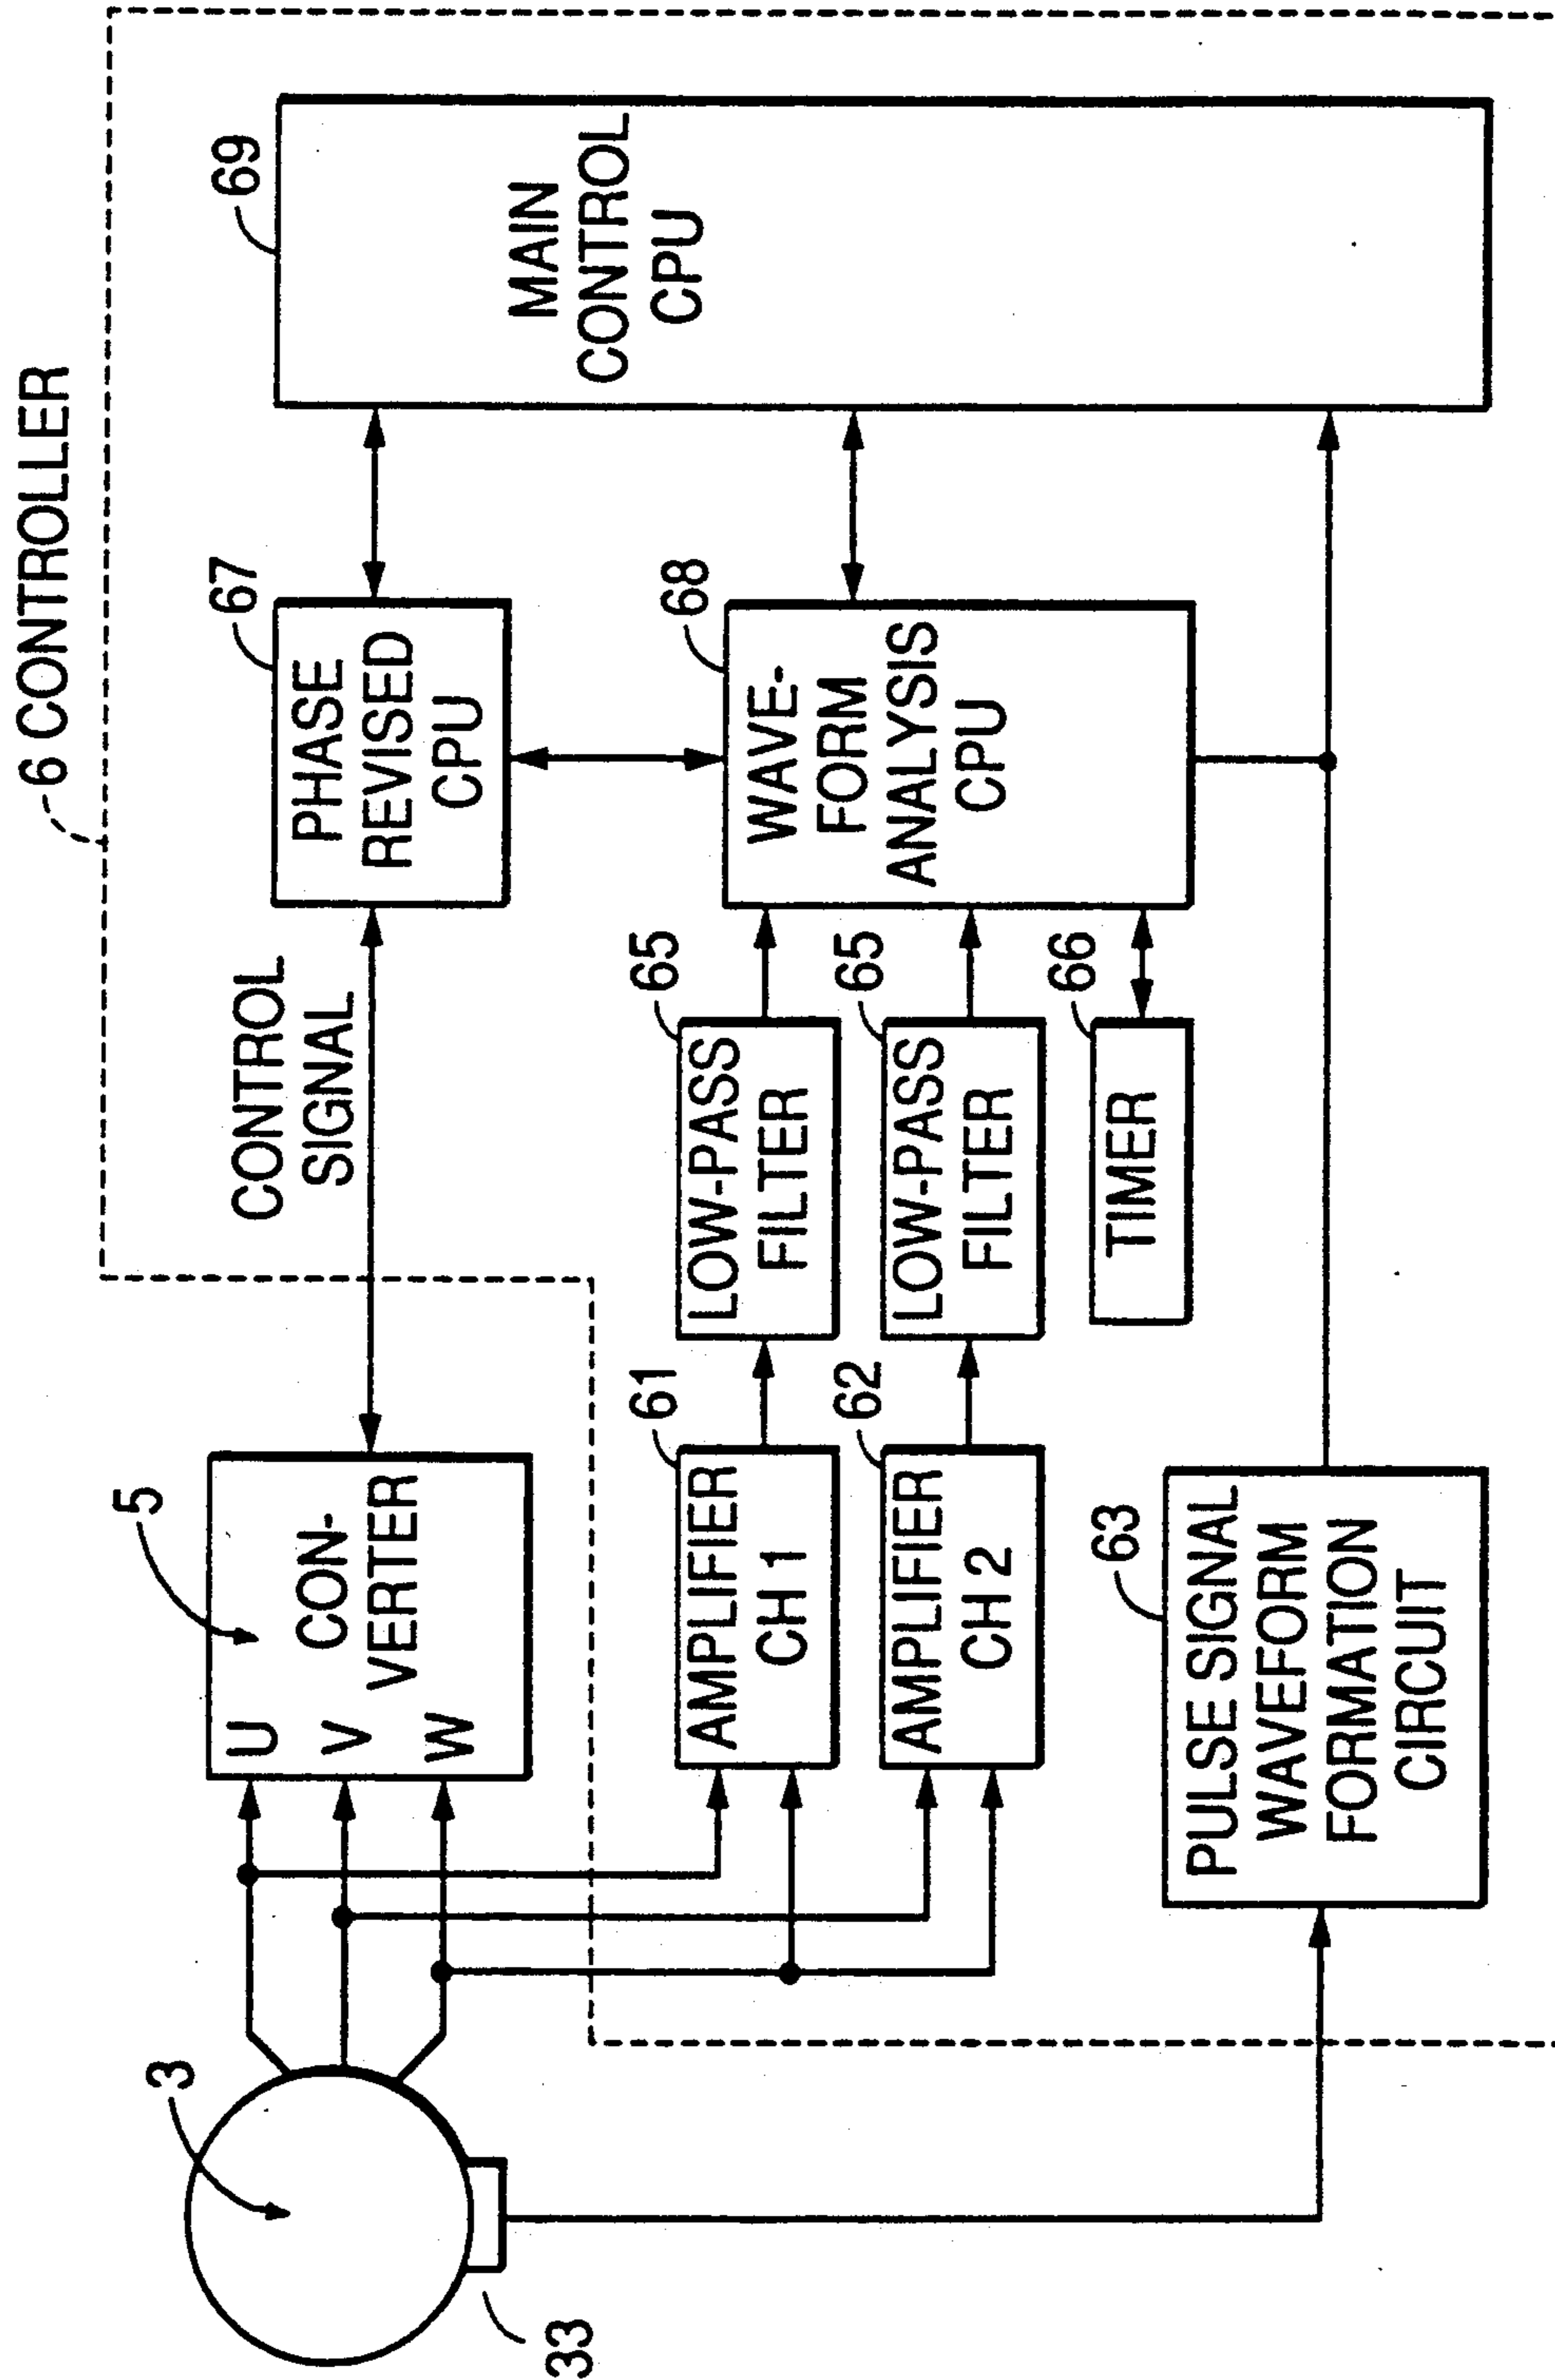 6 CONTROLLER
3
33
5
U
V
W
CON-
VERTER
CONTROL
SIGNAL
67
PHASE
REVISED
CPU
69
MAIN
CONTROL
CPU
61
AMPLIFIER
CH 1
65
LOW-PASS
FILTER
68
WAVE-
FORM
ANALYSIS
CPU
62
AMPLIFIER
CH 2
65
LOW-PASS
FILTER
66
TIMER
63
PULSE SIGNAL
WAVEFORM
FORMATION
CIRCUIT